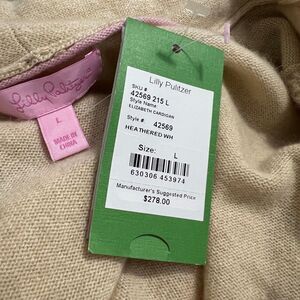 Lilly Pulitzer
L
MADE IN
CHINA
Lilly Pulitzer
SKU #
42569 215 L
Style Name
ELIZABETH CARDIGAN
Style #: 42569
HEATHERED WH
Size: L
630306 453974
Manufacturer's Suggested Price
$278.00